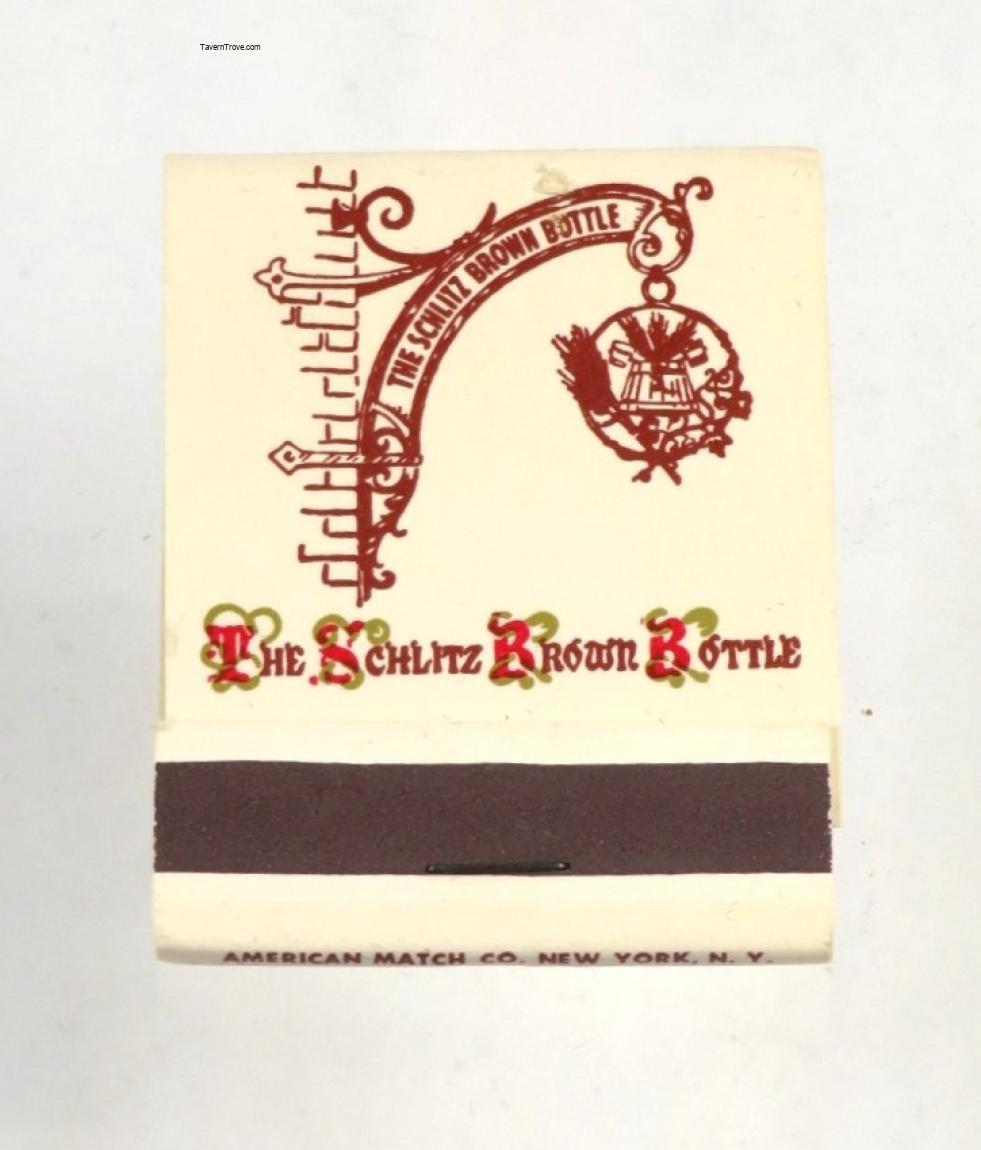 TavernTrove.com
THE SCHLITZ BROWN BOTTLE
THE SCHLITZ BROWN BOTTLE
AMERICAN MATCH CO. NEW YORK, N. Y.